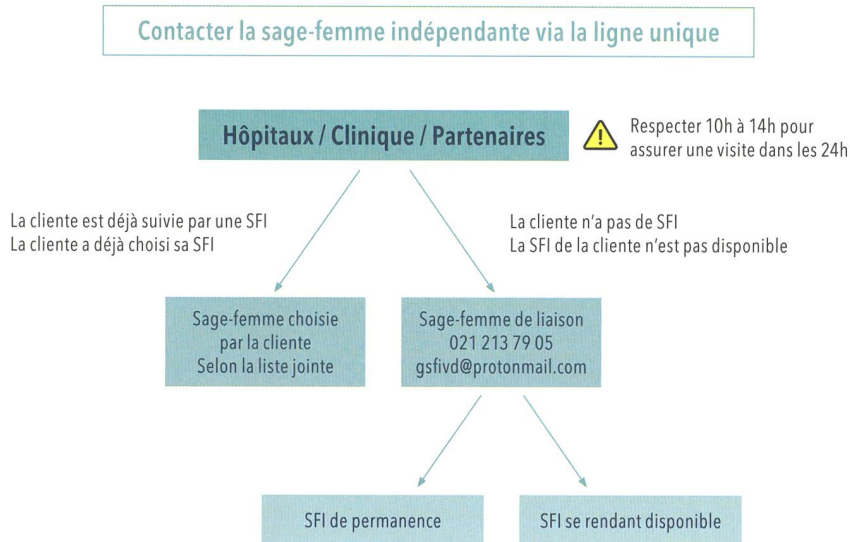 Contacter la sage-femme indépendante via la ligne unique
Hôpitaux / Clinique / Partenaires
Respecter 10h à 14h pour
assurer une visite dans les 24h
La cliente est déjà suivie par une SFI
La cliente a déjà choisi sa SFI
La cliente n'a pas de SFI
La SFI de la cliente n'est pas disponible
Sage-femme choisie
par la cliente
Selon la liste jointe
Sage-femme de liaison
021 213 79 05
gsfivd@protonmail.com
SFI de permanence
SFI se rendant disponible